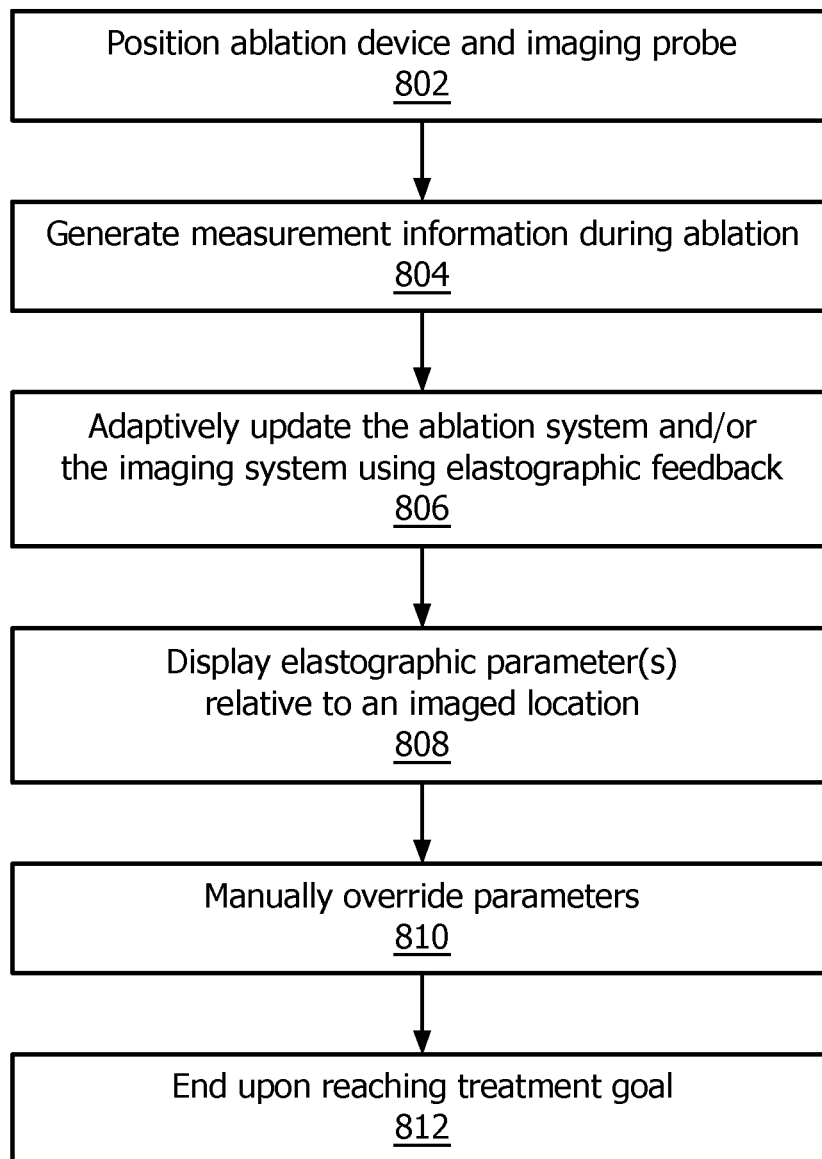 Position ablation device and imaging probe
802
Generate measurement information during ablation
804
Adaptively update the ablation system and/or
the imaging system using elastographic feedback
806
Display elastographic parameter(s)
relative to an imaged location
808
Manually override parameters
810
End upon reaching treatment goal
812